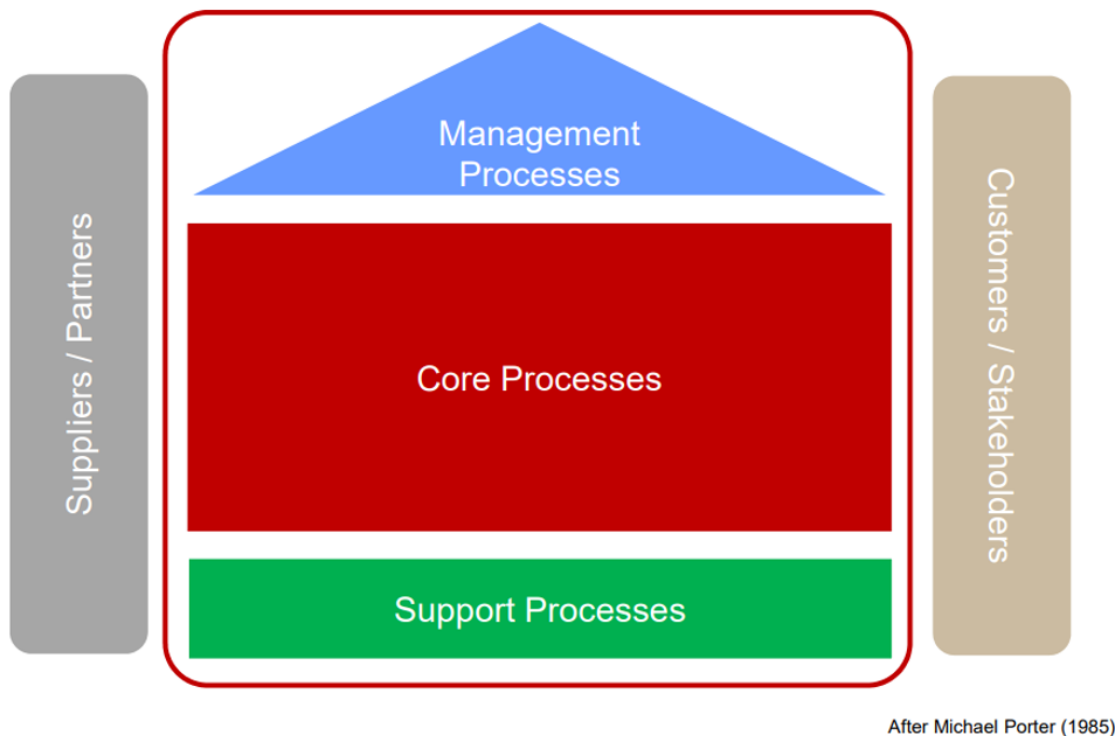 Management
Processes
Suppliers / Partners
Core Processes
Customers / Stakeholders
Support Processes
After Michael Porter (1985)